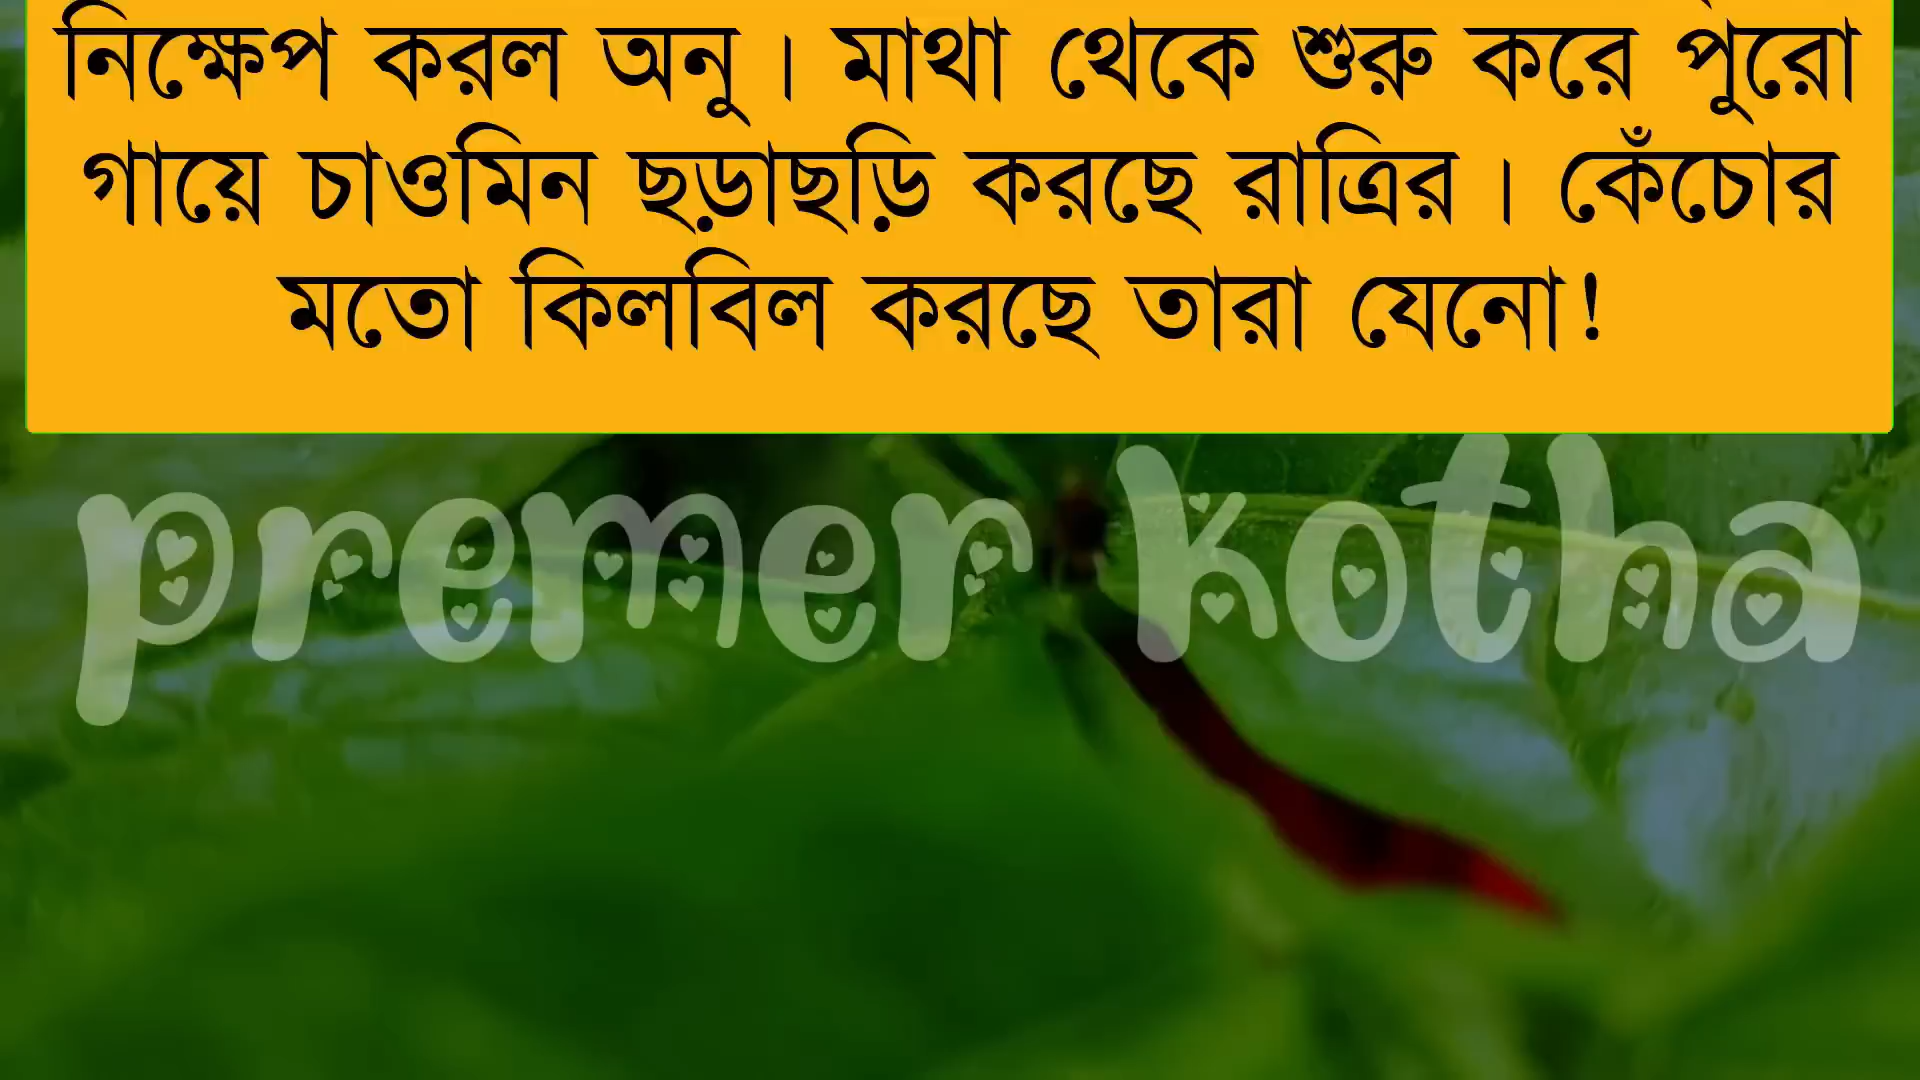 নিক্ষেপ করল অনু। মাথা থেকে শুরু করে পুরো
গায়ে চাওমিন ছড়াছড়ি করছে রাত্রির। কেঁচোর
মতো কিলবিল করছে তারা যেনো!
premer kotha